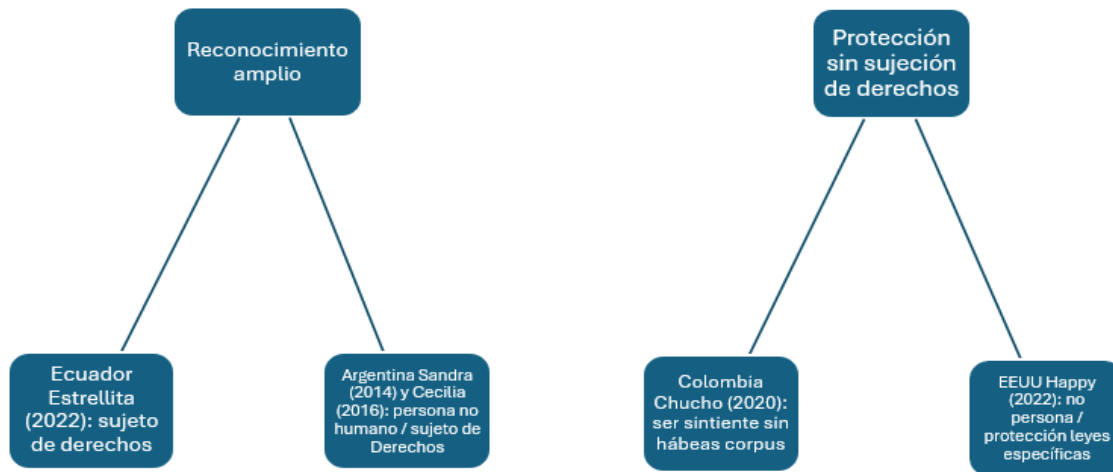 Reconocimiento
amplio
Protección
sin sujeción
de derechos
Ecuador
Estrellita
(2022): sujeto
de derechos
Argentina Sandra
(2014) y Cecilia
(2016): persona no
humano / sujeto de
Derechos
Colombia
Chucho (2020):
ser sintiente sin
hábeas corpus
EEUU Happy
(2022): no
persona /
protección leyes
específicas